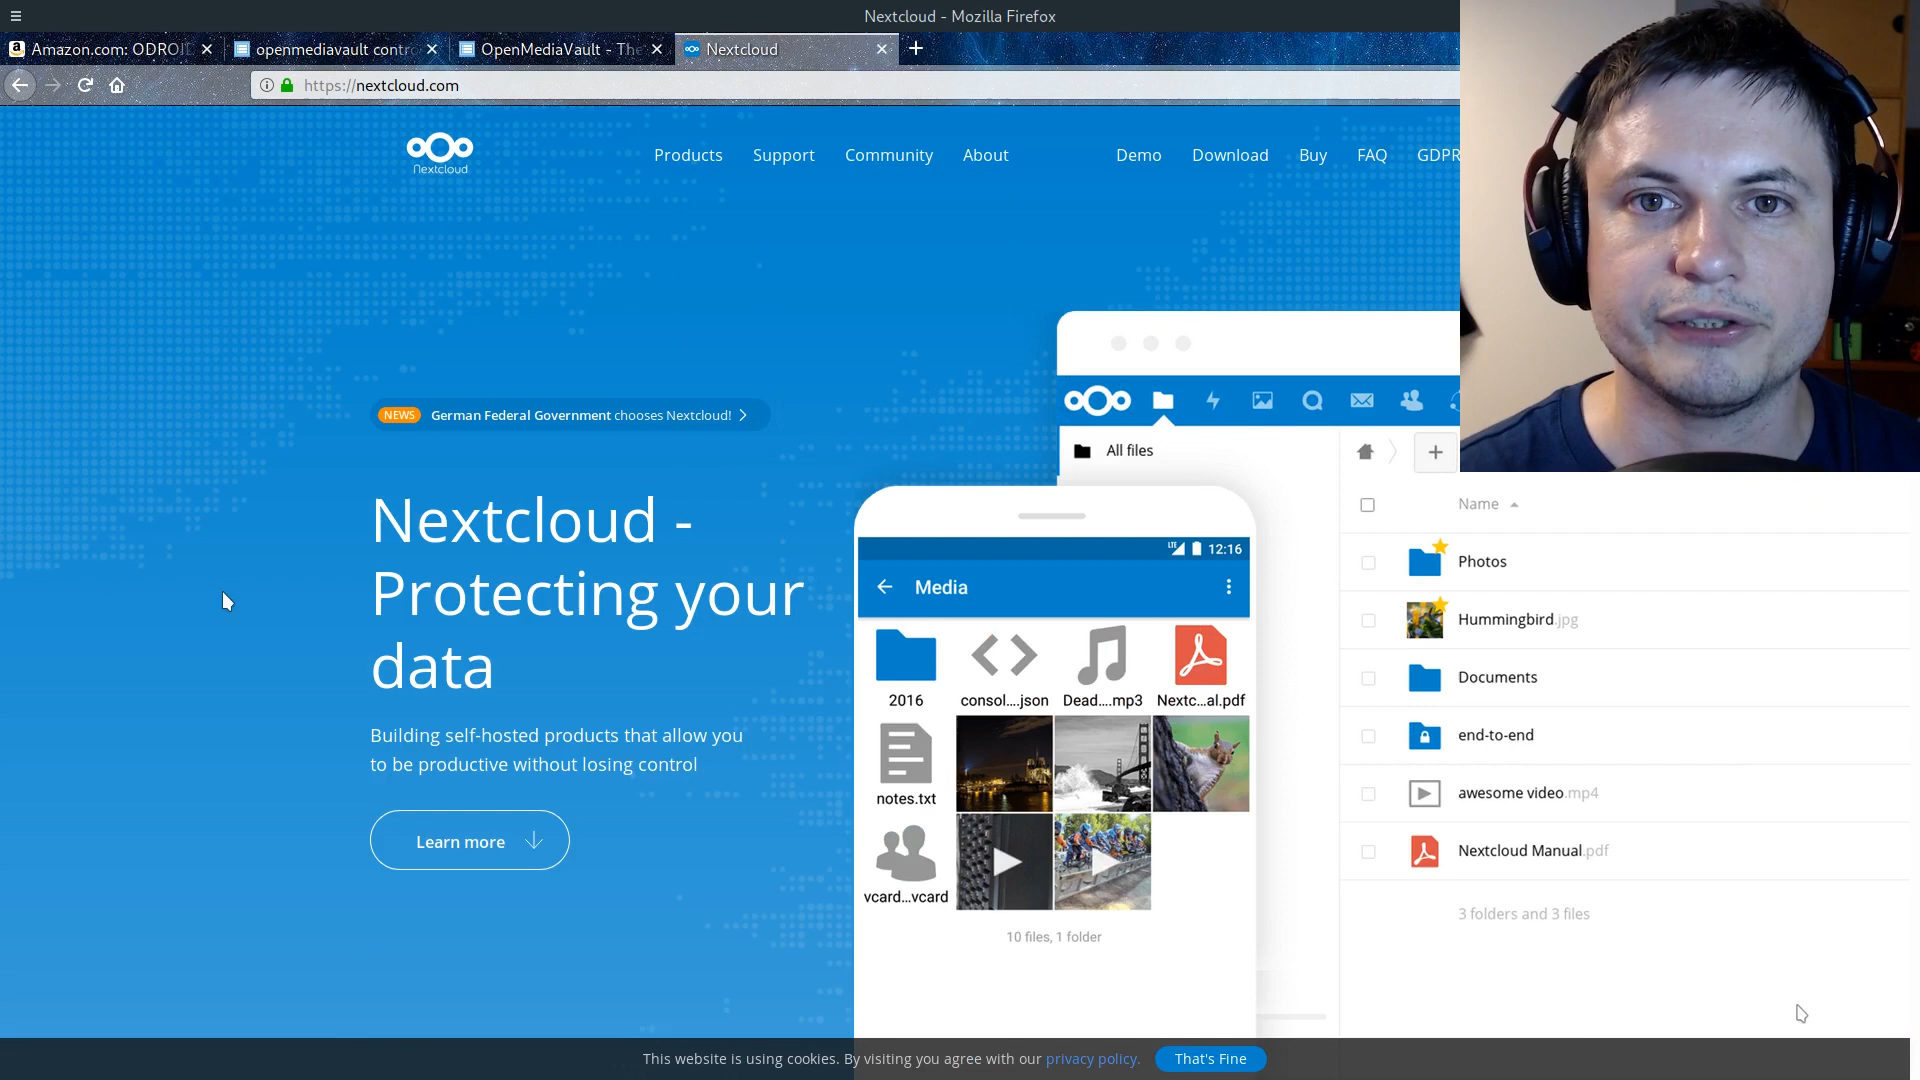 Nextcloud - Mozilla Firefox
Amazon.com: ODROI
openmediavault contro
OpenMediaVault - The
Nextcloud
https://nextcloud.com
Nextcloud
Products
Support
Community
About
Demo
Download
Buy
FAQ
GDPR
NEWS German Federal Government chooses Nextcloud!
Nextcloud -
Protecting your
data
Building self-hosted products that allow you
to be productive without losing control
Learn more
All files
LTE 12:16
Media
2016
consol....json
Dead....mp3
Nextc...al.pdf
notes.txt
vcard...vcard
10 files, 1 folder
Name
Photos
Hummingbird.jpg
Documents
end-to-end
awesome video.mp4
Nextcloud Manual.pdf
3 folders and 3 files
This website is using cookies. By visiting you agree with our privacy policy.
That's Fine